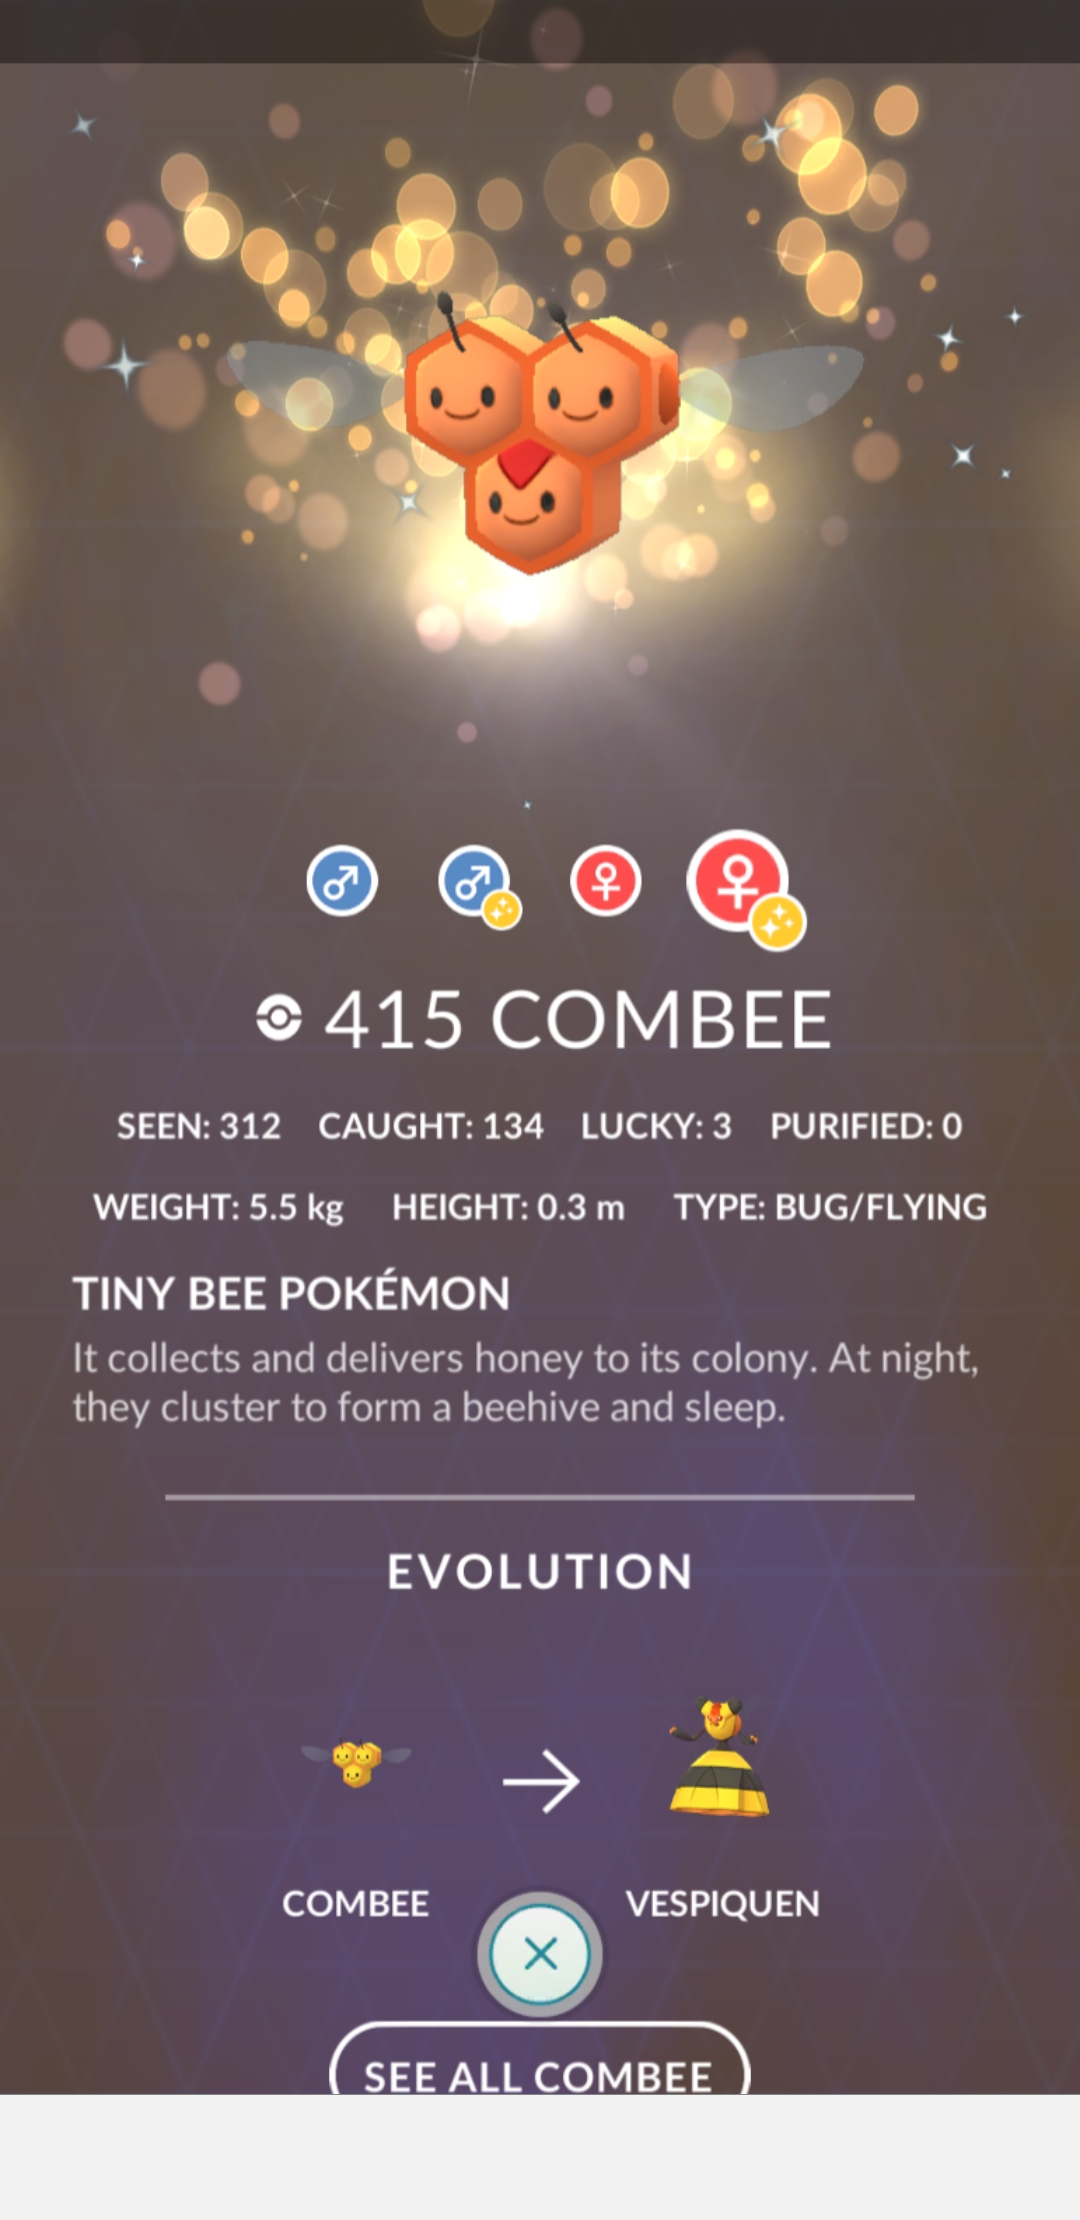 415 COMBEE
SEEN: 312 CAUGHT: 134 LUCKY: 3 PURIFIED: 0
WEIGHT: 5.5 kg HEIGHT: 0.3 m TYPE: BUG/FLYING
TINY BEE POKÉMON
It collects and delivers honey to its colony. At night,
they cluster to form a beehive and sleep.
EVOLUTION
COMBEE VESPIQUEN
SEE ALL COMBEE